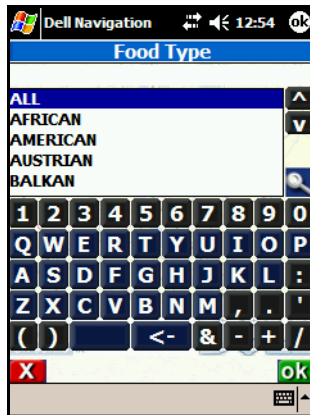 Dell Navigation 12:54 ok
Food Type
ALL ^
AFRICAN v
AMERICAN
AUSTRIAN
BALKAN
1 2 3 4 5 6 7 8 9 0
Q W E R T Y U I O P
A S D F G H J K L :
Z X C V B N M , . '
( ) <- & - + /
X ok